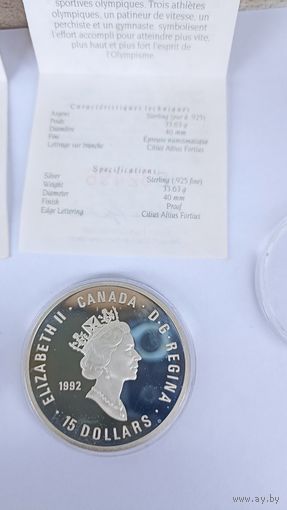 sportives olympiques. Trois athlètes
olympiques, un patineur de vitesse, un
perchiste et un gymnaste, symbolisent
l'effort accompli pour atteindre plus vite,
plus haut et plus fort l'esprit de
l'Olympisme.
Caractéristiques techniques
Argent Sterling (pur à .925)
Poids 33,63 g
Diamètre 40 mm
Fini Épreuve numismatique
Lettrage sur tranche Citius Altius Fortius
Specifications
Silver Sterling (.925 fine)
Weight 33.63 g
Diameter 40 mm
Finish Proof
Edge Lettering Citius Altius Fortius
ELIZABETH II · CANADA · D·G·REGINA
1992
15 DOLLARS
www.ay.by